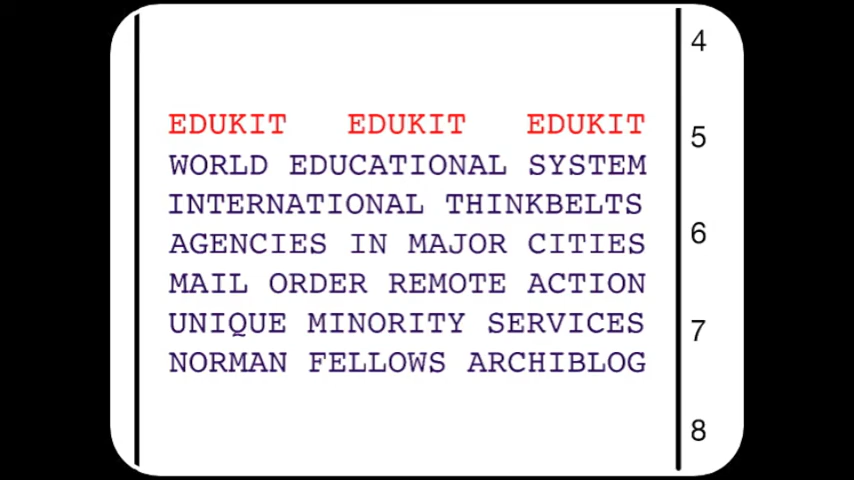 4
EDUKIT EDUKIT EDUKIT
5
WORLD EDUCATIONAL SYSTEM
INTERNATIONAL THINKBELTS
6
AGENCIES IN MAJOR CITIES
MAIL ORDER REMOTE ACTION
UNIQUE MINORITY SERVICES
7
NORMAN FELLOWS ARCHIBLOG
8